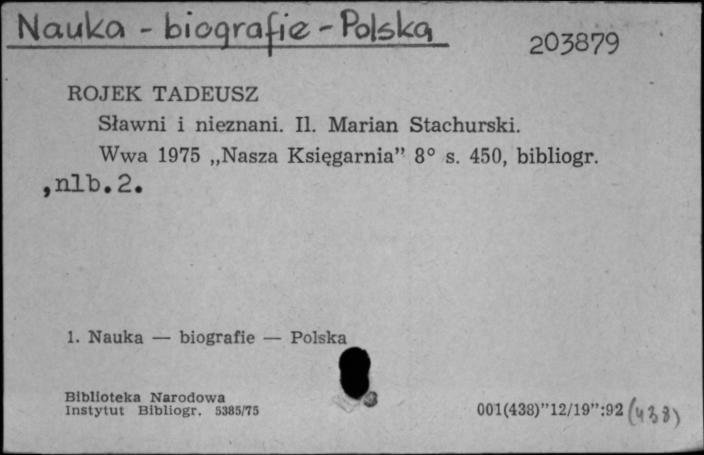 Nauka - biografie - Polska
203879
ROJEK TADEUSZ
Sławni i nieznani. Il. Marian Stachurski.
Wwa 1975 „Nasza Księgarnia” 8° s. 450, bibliogr.
,nlb.2.
1. Nauka — biografie — Polska
Biblioteka Narodowa
Instytut Bibliogr. 5385/75
001(438)”12/19”:92 (438)